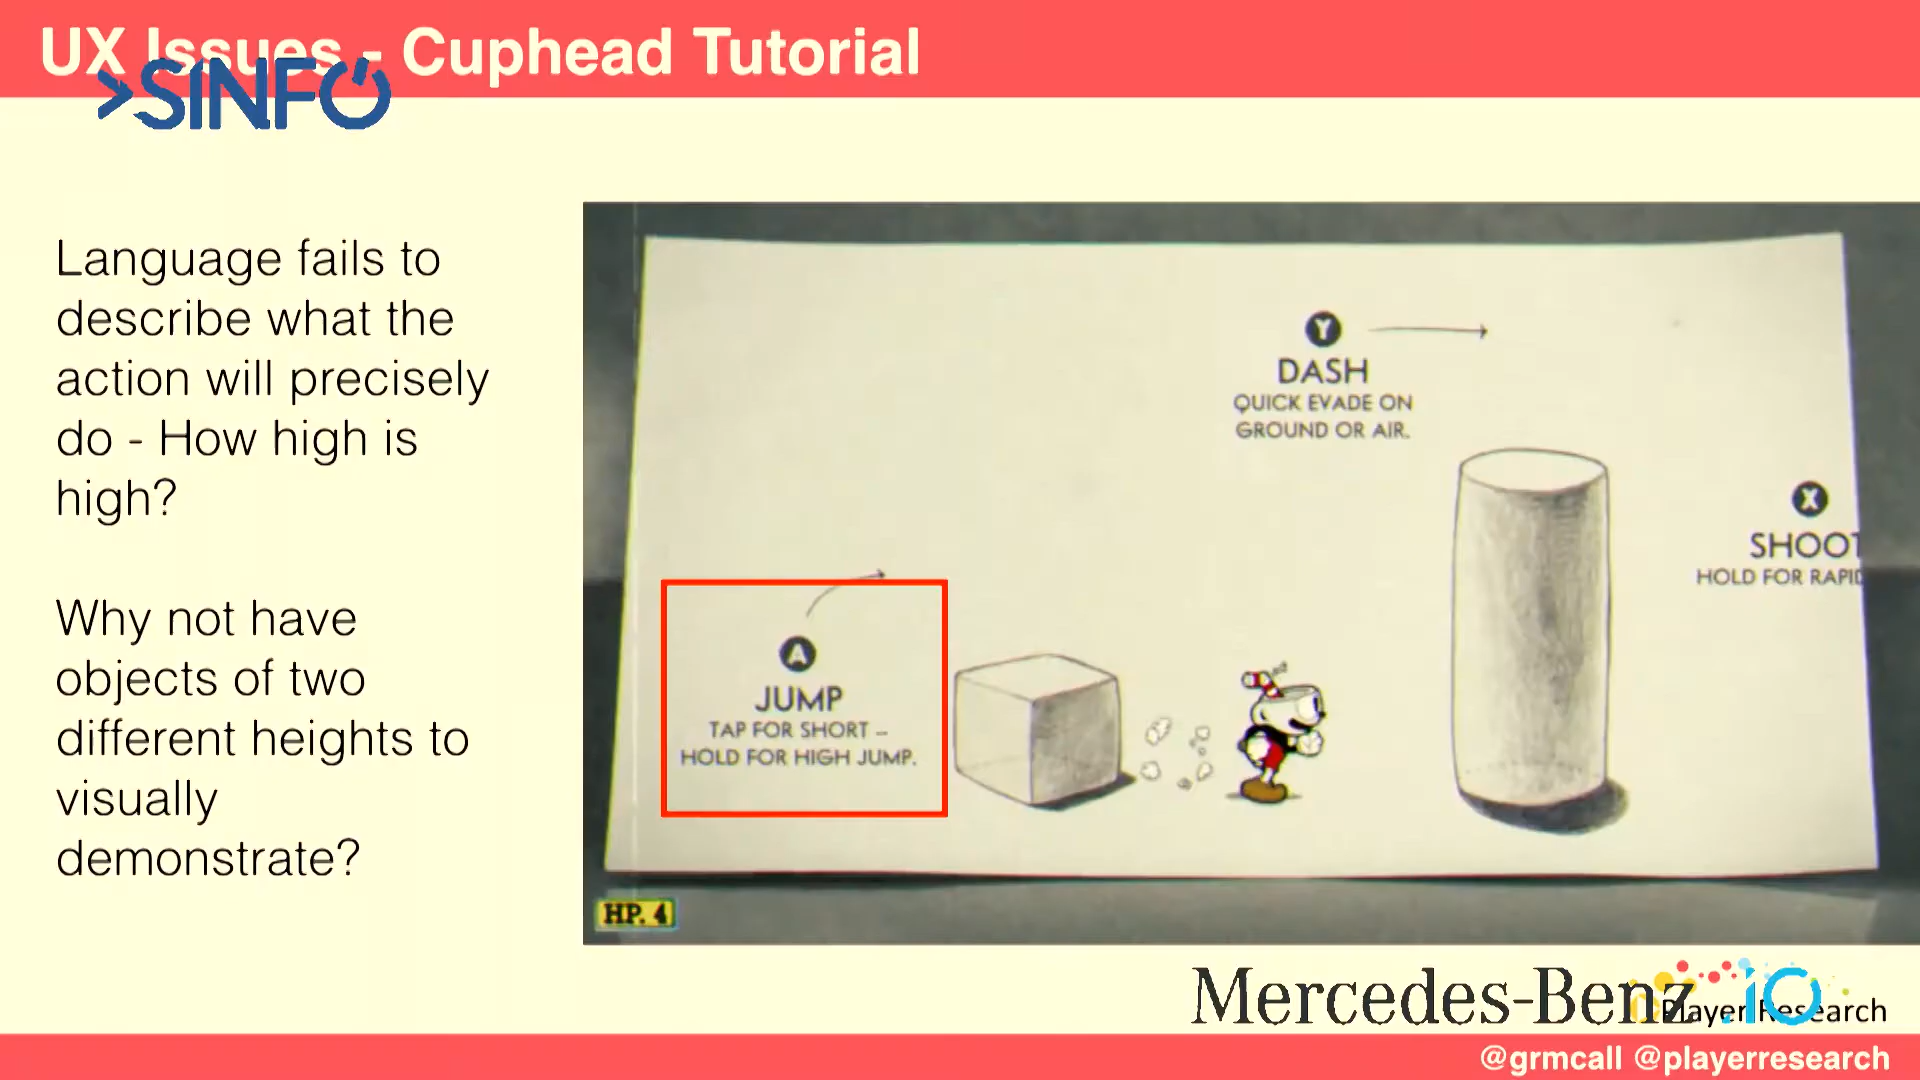 UX Issues - Cuphead Tutorial
>SINFO
Language fails to
describe what the
action will precisely
do - How high is
high?
Why not have
objects of two
different heights to
visually
demonstrate?
Y
DASH
QUICK EVADE ON
GROUND OR AIR.
X
SHOOT
HOLD FOR RAPID
A
JUMP
TAP FOR SHORT –
HOLD FOR HIGH JUMP.
HP. 4
Mercedes-Benz .io
Player Research
@grmcall @playerresearch